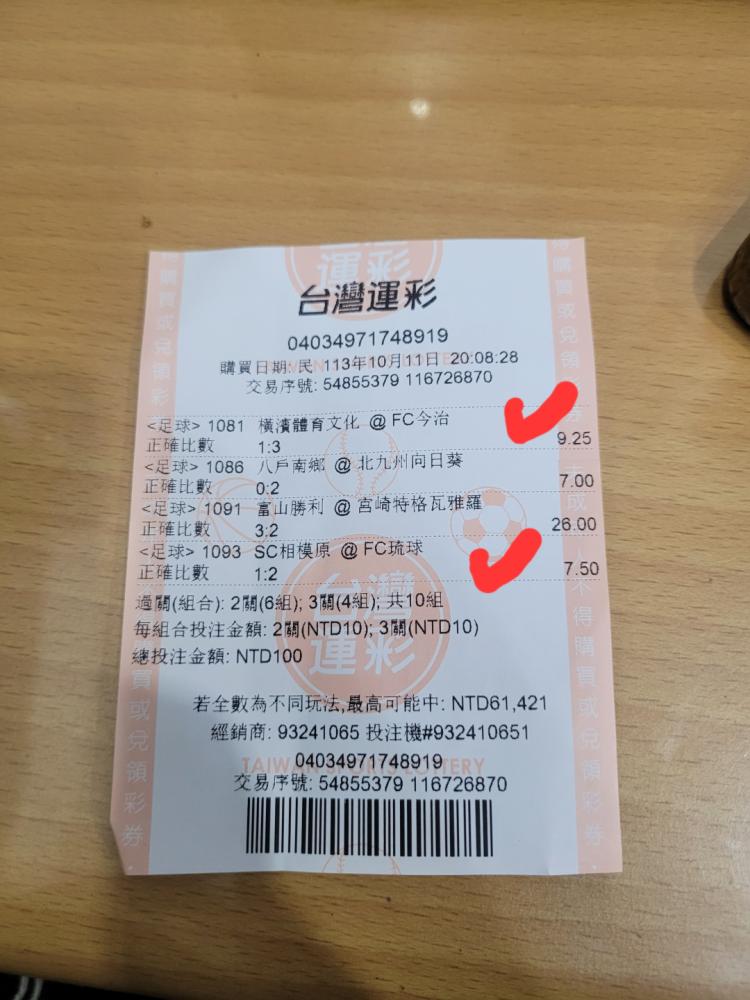 台灣運彩
04034971748919
購買日期: 民 113年10月11日 20:08:28
交易序號: 54855379 116726870
<足球> 1081 橫濱體育文化 @ FC今治
正確比數 1:3 9.25
<足球> 1086 八戶南鄉 @ 北九州向日葵
正確比數 0:2 7.00
<足球> 1091 富山勝利 @ 宮崎特格瓦雅羅
正確比數 3:2 26.00
<足球> 1093 SC相模原 @ FC琉球
正確比數 1:2 7.50
過關(組合): 2關(6組); 3關(4組); 共10組
每組合投注金額: 2關(NTD10); 3關(NTD10)
總投注金額: NTD100
若全數為不同玩法,最高可能中: NTD61,421
經銷商: 93241065 投注機#932410651
04034971748919
TAIWAN SPORTS LOTTERY
交易序號: 54855379 116726870